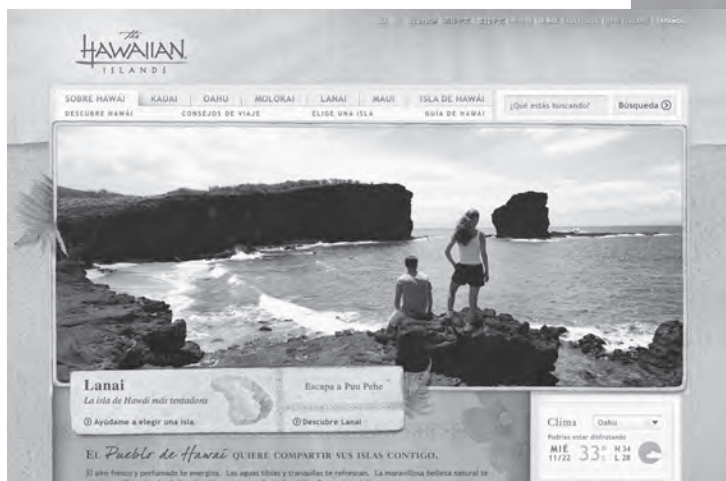 The
HAWAIIAN
ISLANDS
SOBRE HAWÁI KAUAI OAHU MOLOKAI LANAI MAUI ISLA DE HAWÁI
DESCUBRE HAWÁI CONSEJOS DE VIAJE ELIGE UNA ISLA GUÍA DE HAWÁI
¿Qué estás buscando? Búsqueda
Lanai
La isla de Hawái más tentadora
Ayúdame a elegir una isla.
Escapa a Puu Pehe
Descubre Lanai
Clima Oahu
Podrías estar disfrutando
MIÉ 33° H 34
11/22 L 28
EL Pueblo de Hawaii QUIERE COMPARTIR SUS ISLAS CONTIGO.
El aire fresco y perfumado te energiza. Las aguas tibias y tranquilas te refrescan. La maravillosa belleza natural te